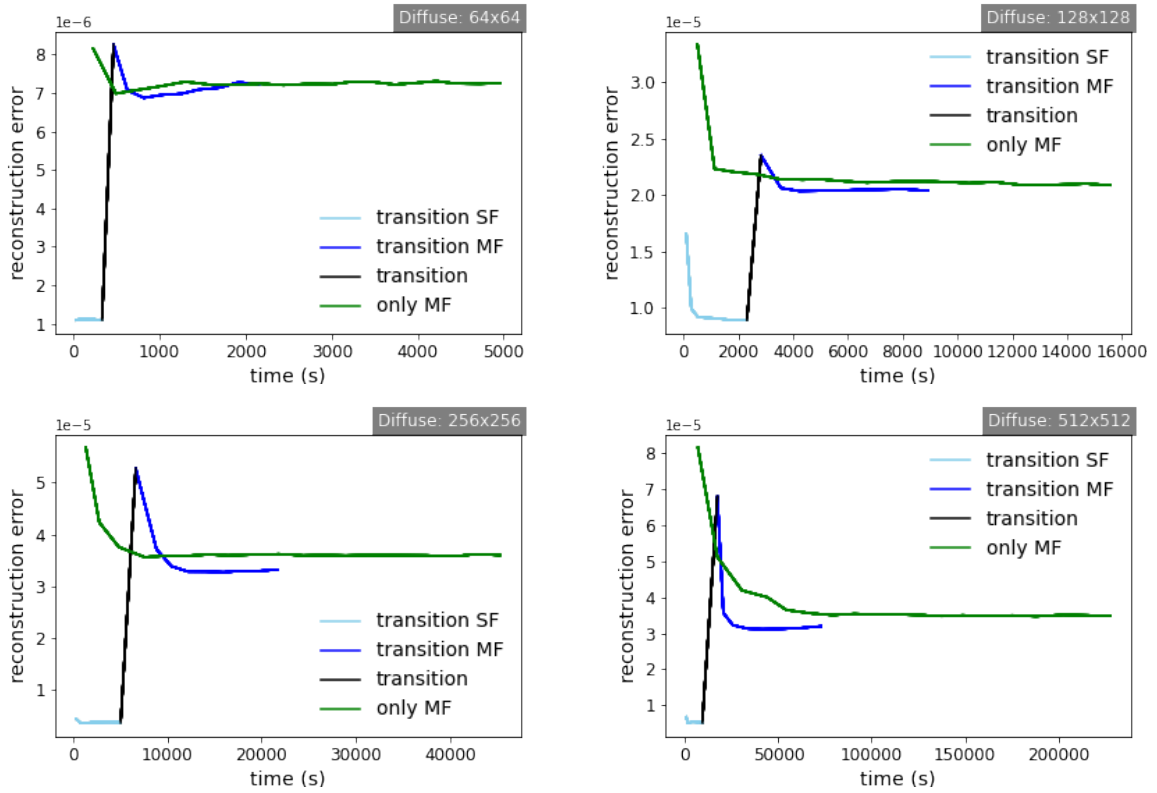 1e−6
Diffuse: 64x64
8
7
6
5
4
3
2
1
reconstruction error
transition SF
transition MF
transition
only MF
0 1000 2000 3000 4000 5000
time (s)
1e−5
Diffuse: 128x128
3.0
2.5
2.0
1.5
1.0
reconstruction error
transition SF
transition MF
transition
only MF
0 2000 4000 6000 8000 10000 12000 14000 16000
time (s)
1e−5
Diffuse: 256x256
5
4
3
2
1
reconstruction error
transition SF
transition MF
transition
only MF
0 10000 20000 30000 40000
time (s)
1e−5
Diffuse: 512x512
8
7
6
5
4
3
2
1
reconstruction error
transition SF
transition MF
transition
only MF
0 50000 100000 150000 200000
time (s)